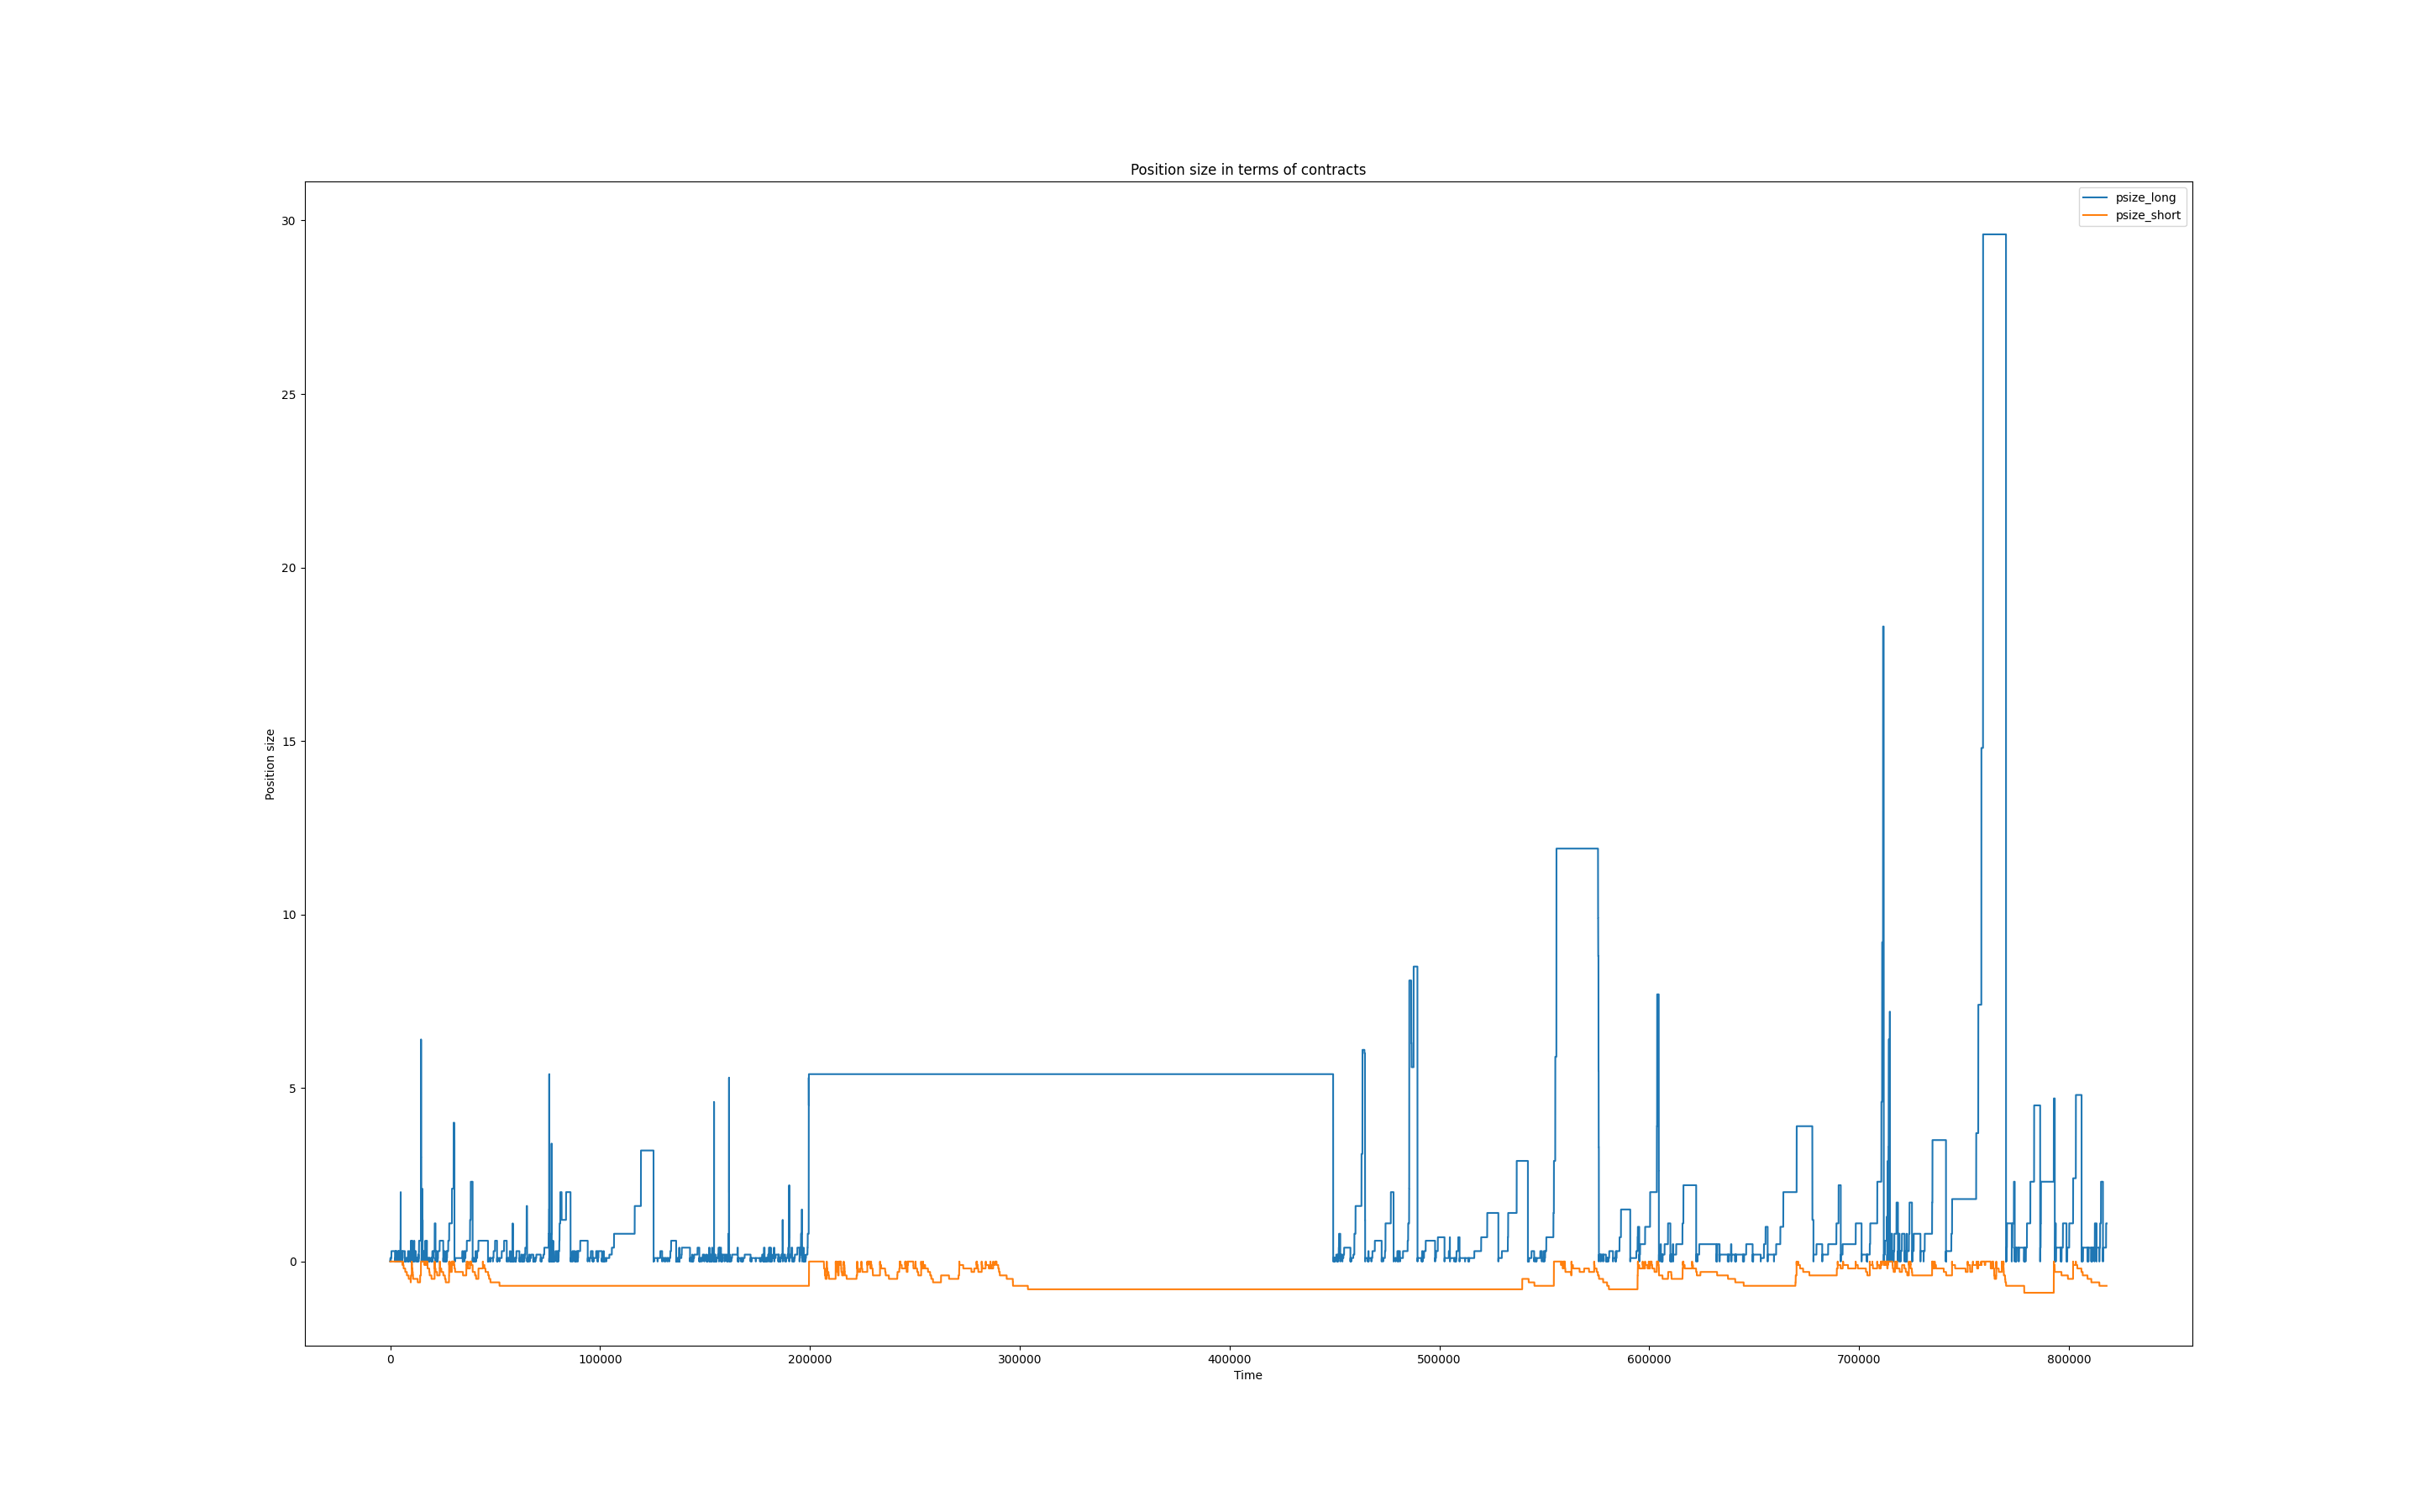 Position size in terms of contracts
psize_long
psize_short
30
25
20
15
10
5
0
Position size
0 100000 200000 300000 400000 500000 600000 700000 800000
Time